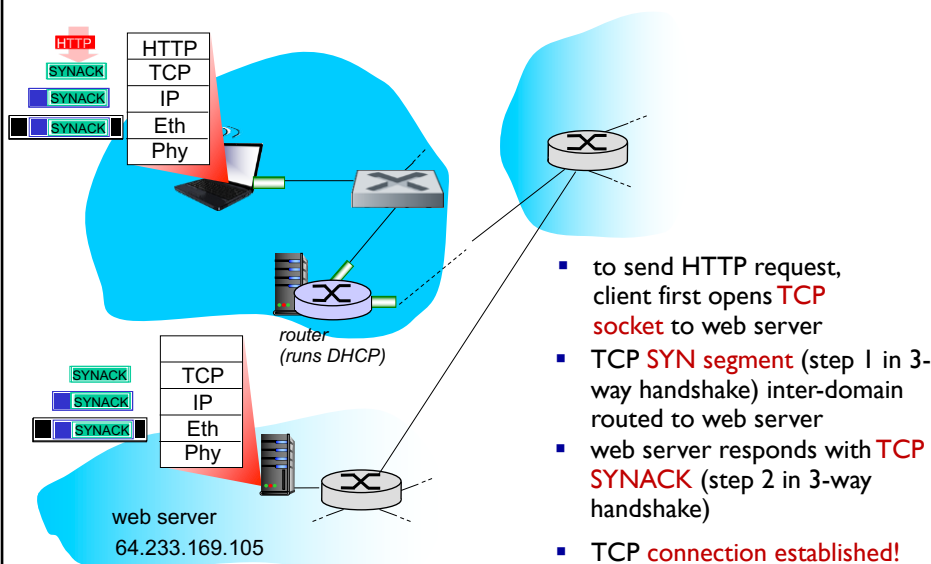 HTTP
SYNACK
SYNACK
SYNACK
HTTP
TCP
IP
Eth
Phy
router
(runs DHCP)
SYNACK
SYNACK
SYNACK
TCP
IP
Eth
Phy
web server
64.233.169.105
to send HTTP request,
client first opens TCP
socket to web server
TCP SYN segment (step 1 in 3-
way handshake) inter-domain
routed to web server
web server responds with TCP
SYNACK (step 2 in 3-way
handshake)
TCP connection established!